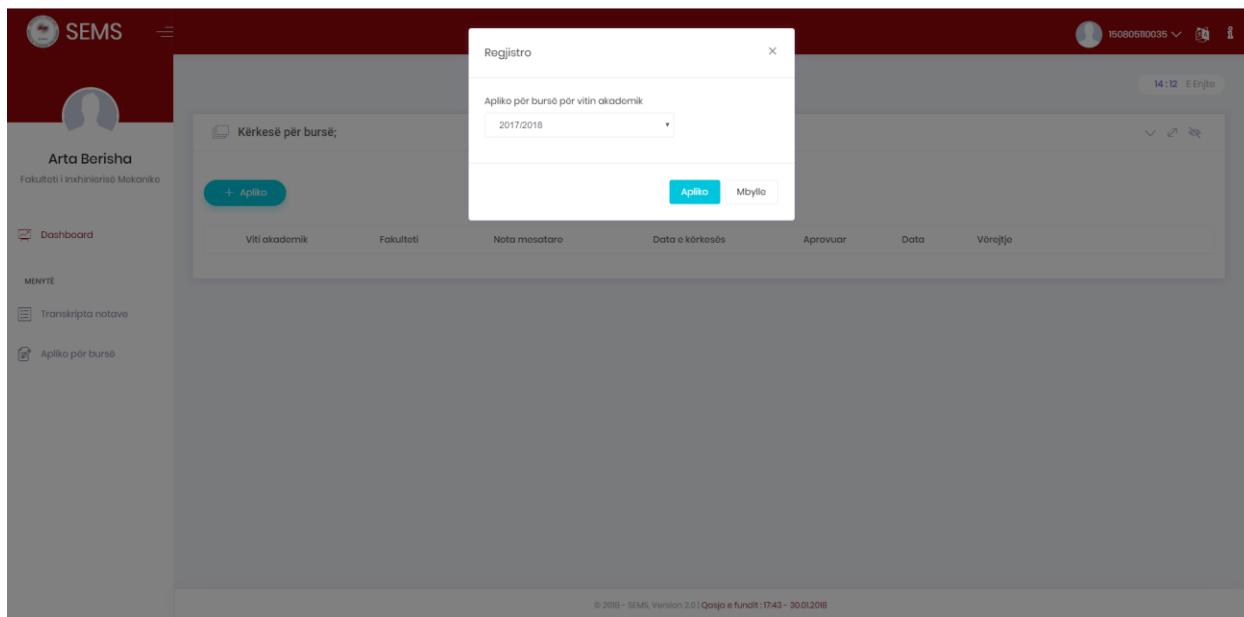 SEMS
150805110035
14:12 E Enjte
Arta Berisha
Fakulteti i Inxhinierisë Mekanike
Dashboard
MENYTË
Transkripta notave
Apliko për bursë
Regjistro
×
Apliko për bursë për vitin akademik
2017/2018
Apliko Mbylle
Kërkesë për bursë;
+ Apliko
Viti akademik Fakulteti Nota mesatare Data e kërkesës Aprovuar Data Vërejtje
© 2018 - SEMS, Version 2.0 | Qasja e fundit : 17:43 - 30.01.2018